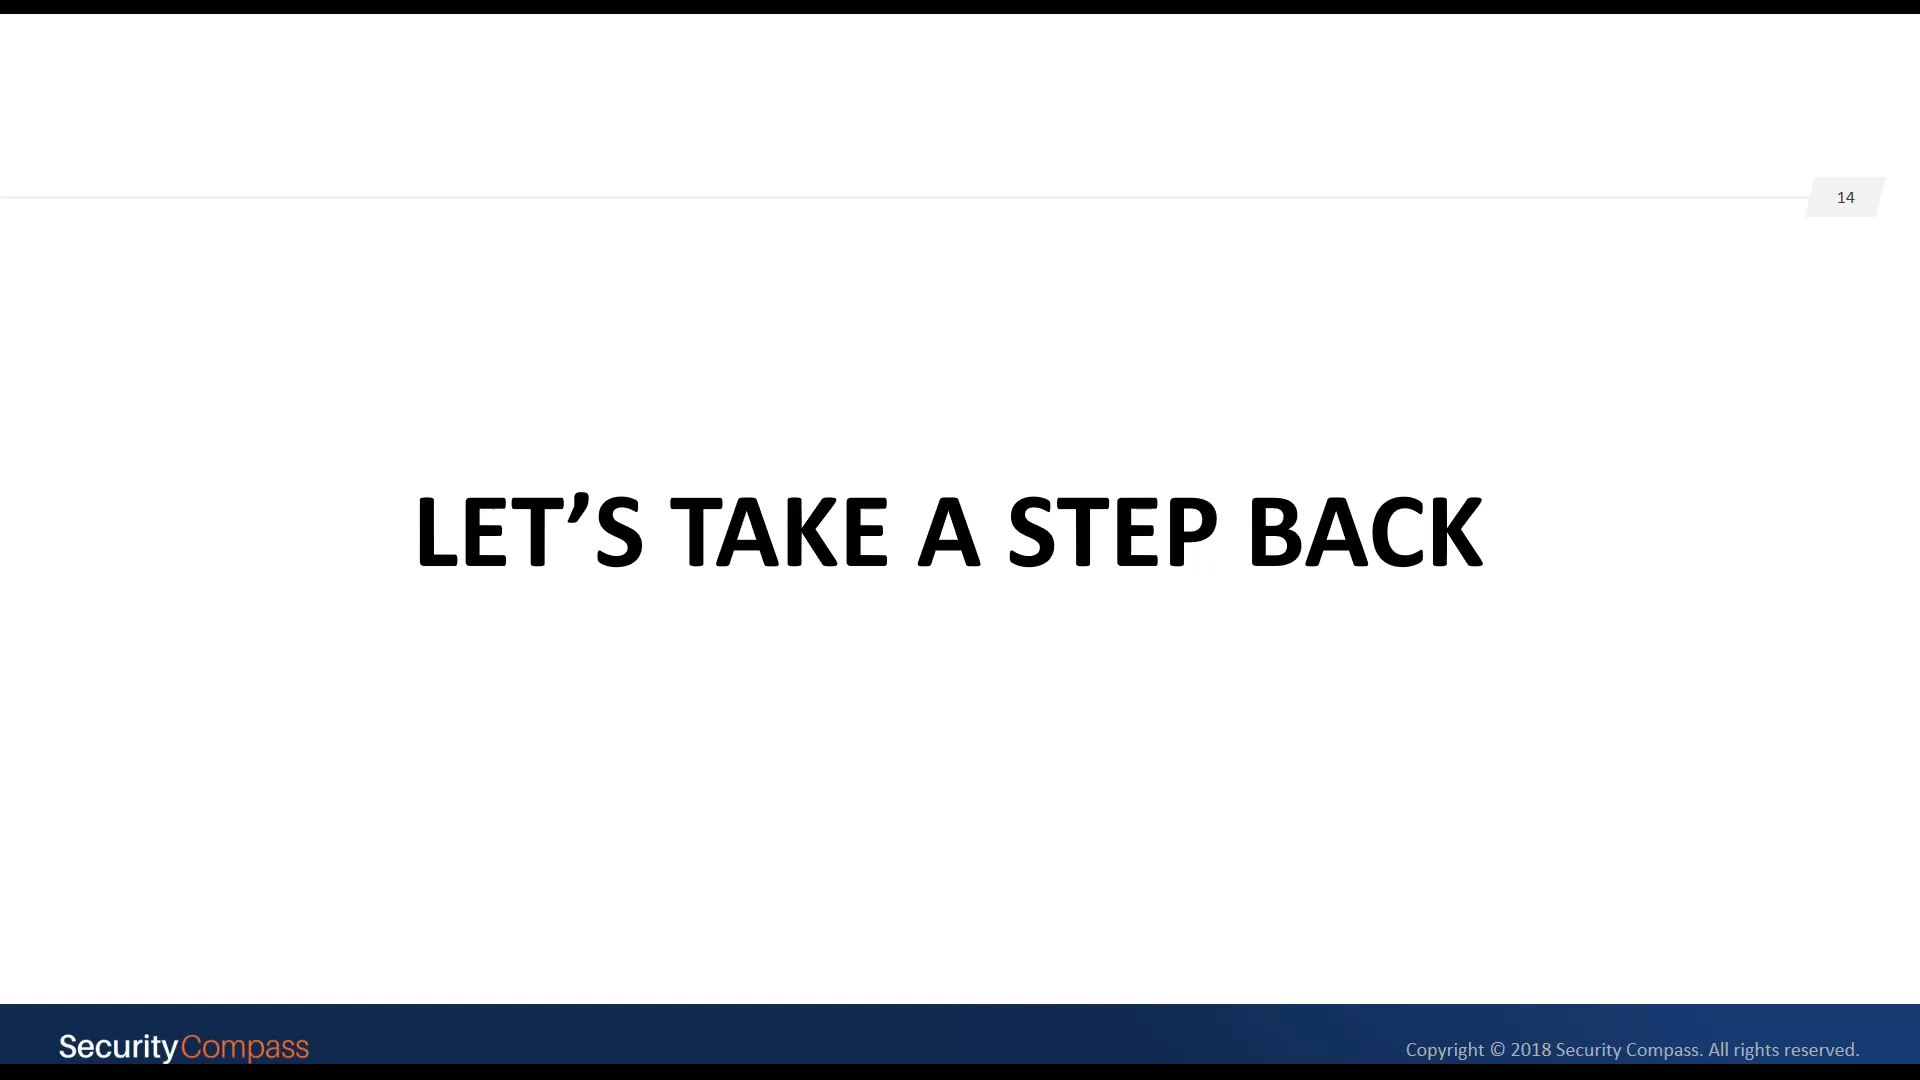 14
LET’S TAKE A STEP BACK
SecurityCompass
Copyright © 2018 Security Compass. All rights reserved.